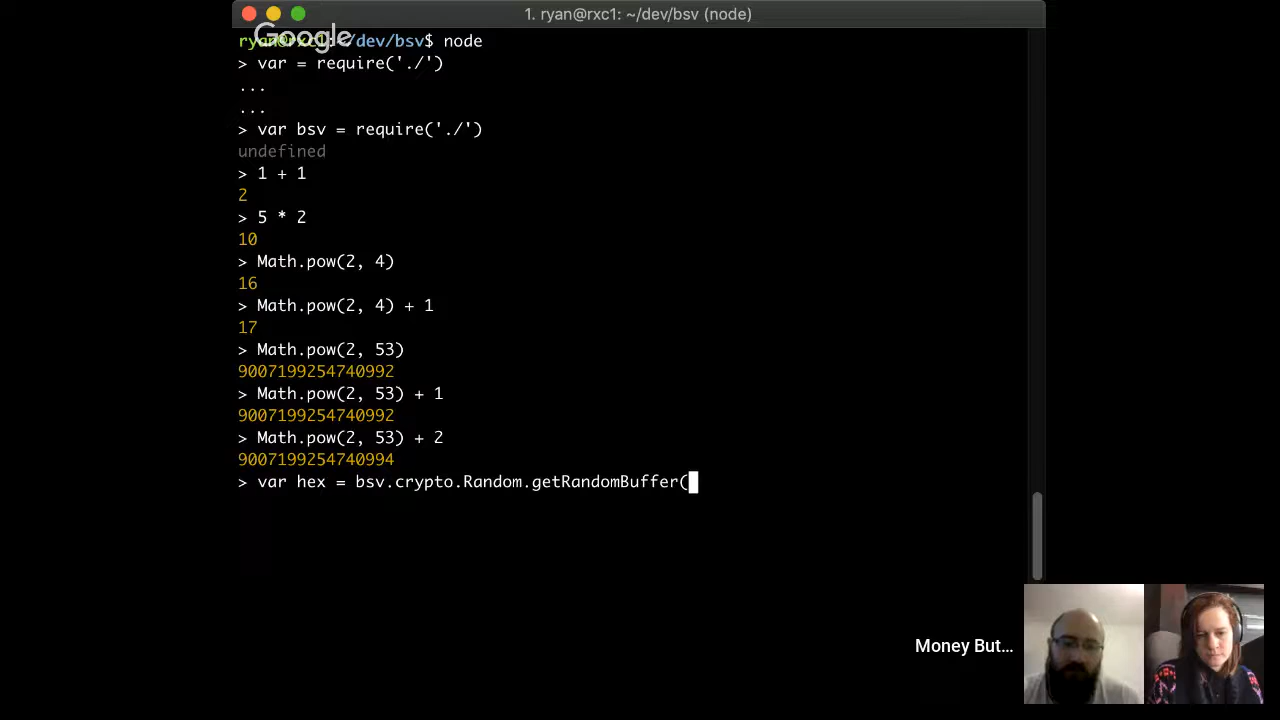 1. ryan@rxc1: ~/dev/bsv (node)
Google
ryan@rxc1:~/dev/bsv$ node
> var = require('./')
...
...
> var bsv = require('./')
undefined
> 1 + 1
2
> 5 * 2
10
> Math.pow(2, 4)
16
> Math.pow(2, 4) + 1
17
> Math.pow(2, 53)
9007199254740992
> Math.pow(2, 53) + 1
9007199254740992
> Math.pow(2, 53) + 2
9007199254740994
> var hex = bsv.crypto.Random.getRandomBuffer(
Money But...